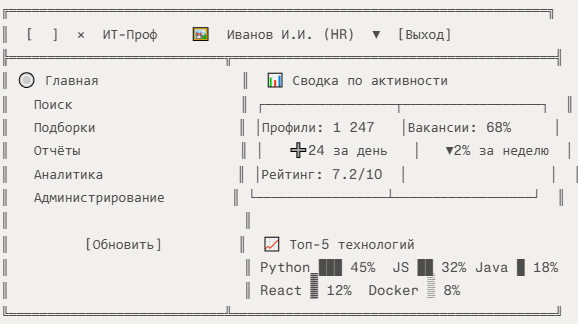 [ ] × ИТ-Проф Иванов И.И. (HR) ▼ [Выход]
Главная Сводка по активности
Поиск
Подборки Профили: 1 247 Вакансии: 68%
Отчёты ➕24 за день ▼2% за неделю
Аналитика Рейтинг: 7.2/10
Администрирование
[Обновить] Топ-5 технологий
Python ███ 45% JS ██ 32% Java █ 18%
React ▓ 12% Docker ▒ 8%